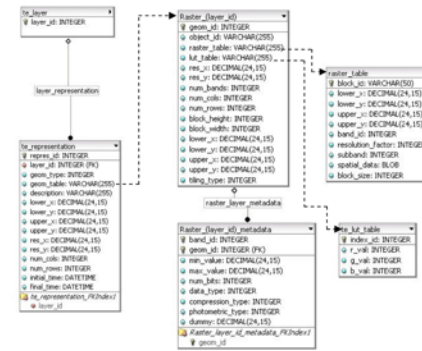 te_layer
layer_id: INTEGER
layer_representation
te_representation
repres_id: INTEGER
layer_id: INTEGER (FK)
geom_type: INTEGER
geom_table: VARCHAR(255)
description: VARCHAR(255)
lower_x: DECIMAL(24,15)
lower_y: DECIMAL(24,15)
upper_x: DECIMAL(24,15)
upper_y: DECIMAL(24,15)
res_x: DECIMAL(24,15)
res_y: DECIMAL(24,15)
num_cols: INTEGER
num_rows: INTEGER
initial_time: DATETIME
final_time: DATETIME
te_representation_FKIndex1
layer_id
Raster_(layer_id)
geom_id: INTEGER
object_id: VARCHAR(255)
raster_table: VARCHAR(255)
lut_table: VARCHAR(255)
res_x: DECIMAL(24,15)
res_y: DECIMAL(24,15)
num_bands: INTEGER
num_cols: INTEGER
num_rows: INTEGER
block_height: INTEGER
block_width: INTEGER
lower_x: DECIMAL(24,15)
lower_y: DECIMAL(24,15)
upper_x: DECIMAL(24,15)
upper_y: DECIMAL(24,15)
tiling_type: INTEGER
raster_layer_metadata
Raster_(layer_id)_metadata
band_id: INTEGER
geom_id: INTEGER (FK)
min_value: DECIMAL(24,15)
max_value: DECIMAL(24,15)
num_bits: INTEGER
data_type: INTEGER
compression_type: INTEGER
photometric_type: INTEGER
dummy: DECIMAL(24,15)
Raster_layer_id_metadata_FKIndex1
geom_id
raster_table
block_id: VARCHAR(50)
lower_x: DECIMAL(24,15)
lower_y: DECIMAL(24,15)
upper_x: DECIMAL(24,15)
upper_y: DECIMAL(24,15)
band_id: INTEGER
resolution_factor: INTEGER
subband: INTEGER
spatial_data: BLOB
block_size: INTEGER
te_lut_table
index_id: INTEGER
r_val: INTEGER
g_val: INTEGER
b_val: INTEGER